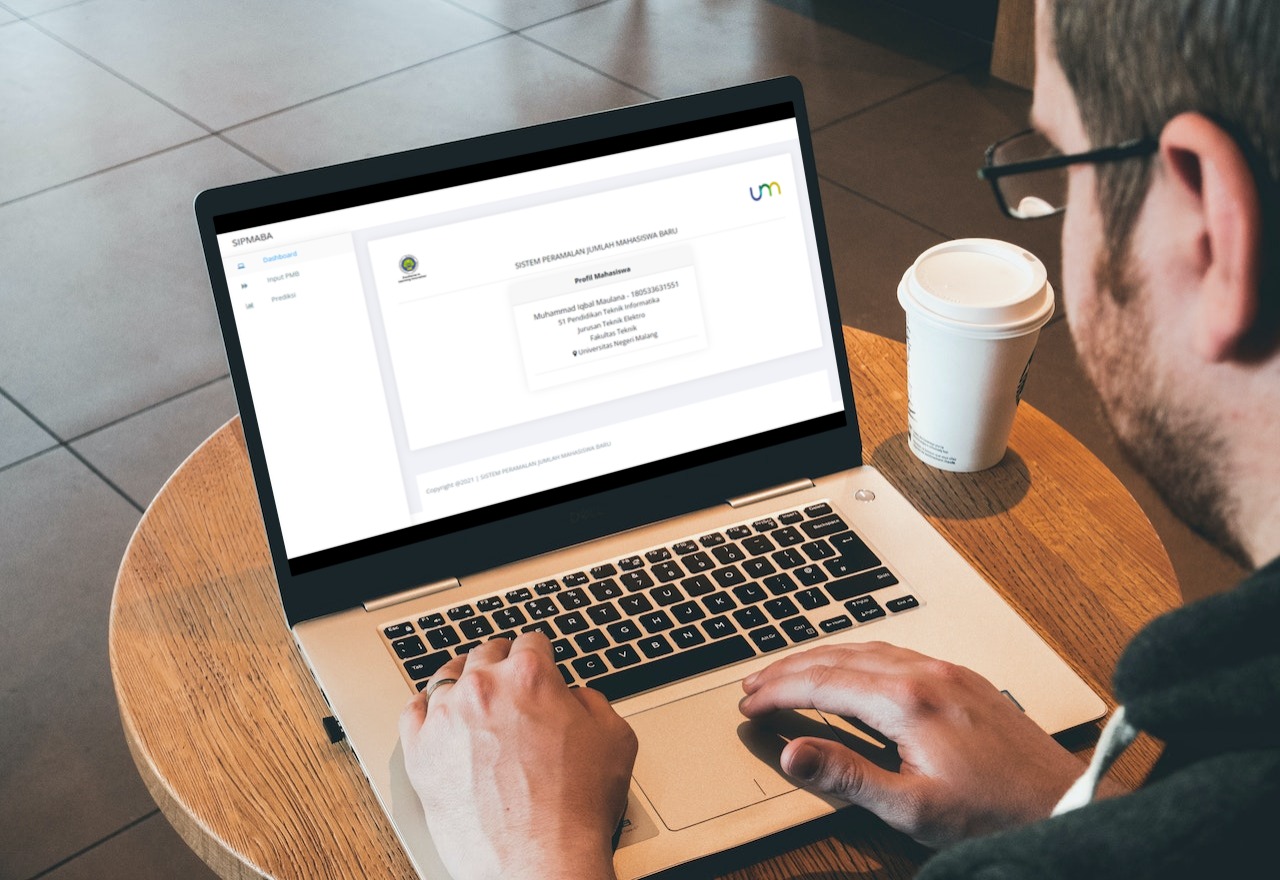 SIPMABA
Dashboard
Input PMB
Prediksi
um
SISTEM PERAMALAN JUMLAH MAHASISWA BARU
Profil Mahasiswa
Muhammad Iqbal Maulana - 180533631551
S1 Pendidikan Teknik Informatika
Jurusan Teknik Elektro
Fakultas Teknik
Universitas Negeri Malang
Copyright @2021 | SISTEM PERAMALAN JUMLAH MAHASISWA BARU